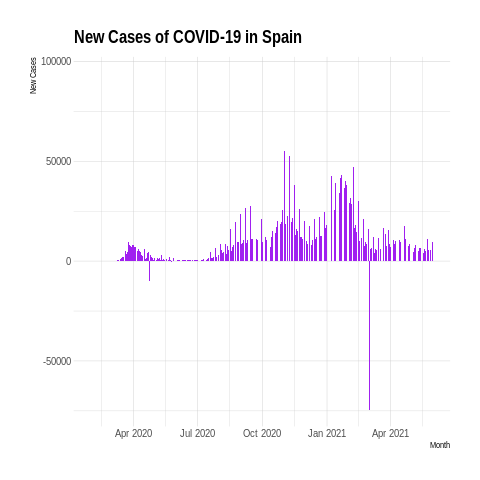 New Cases of COVID-19 in Spain
New Cases
100000
50000
0
-50000
Apr 2020 Jul 2020 Oct 2020 Jan 2021 Apr 2021
Month